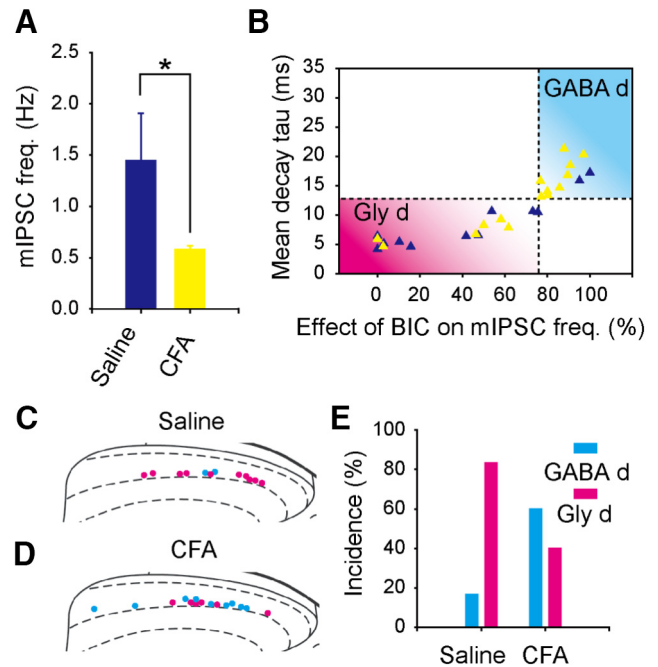 A
mIPSC freq. (Hz)
2.5
2.0
1.5
1.0
0.5
0.0
*
Saline
CFA
B
Mean decay tau (ms)
35
30
25
20
15
10
5
0
GABA d
Gly d
0 20 40 60 80 100
Effect of BIC on mIPSC freq. (%)
C
Saline
D
CFA
E
Incidence (%)
100
80
60
40
20
0
GABA d
Gly d
Saline CFA